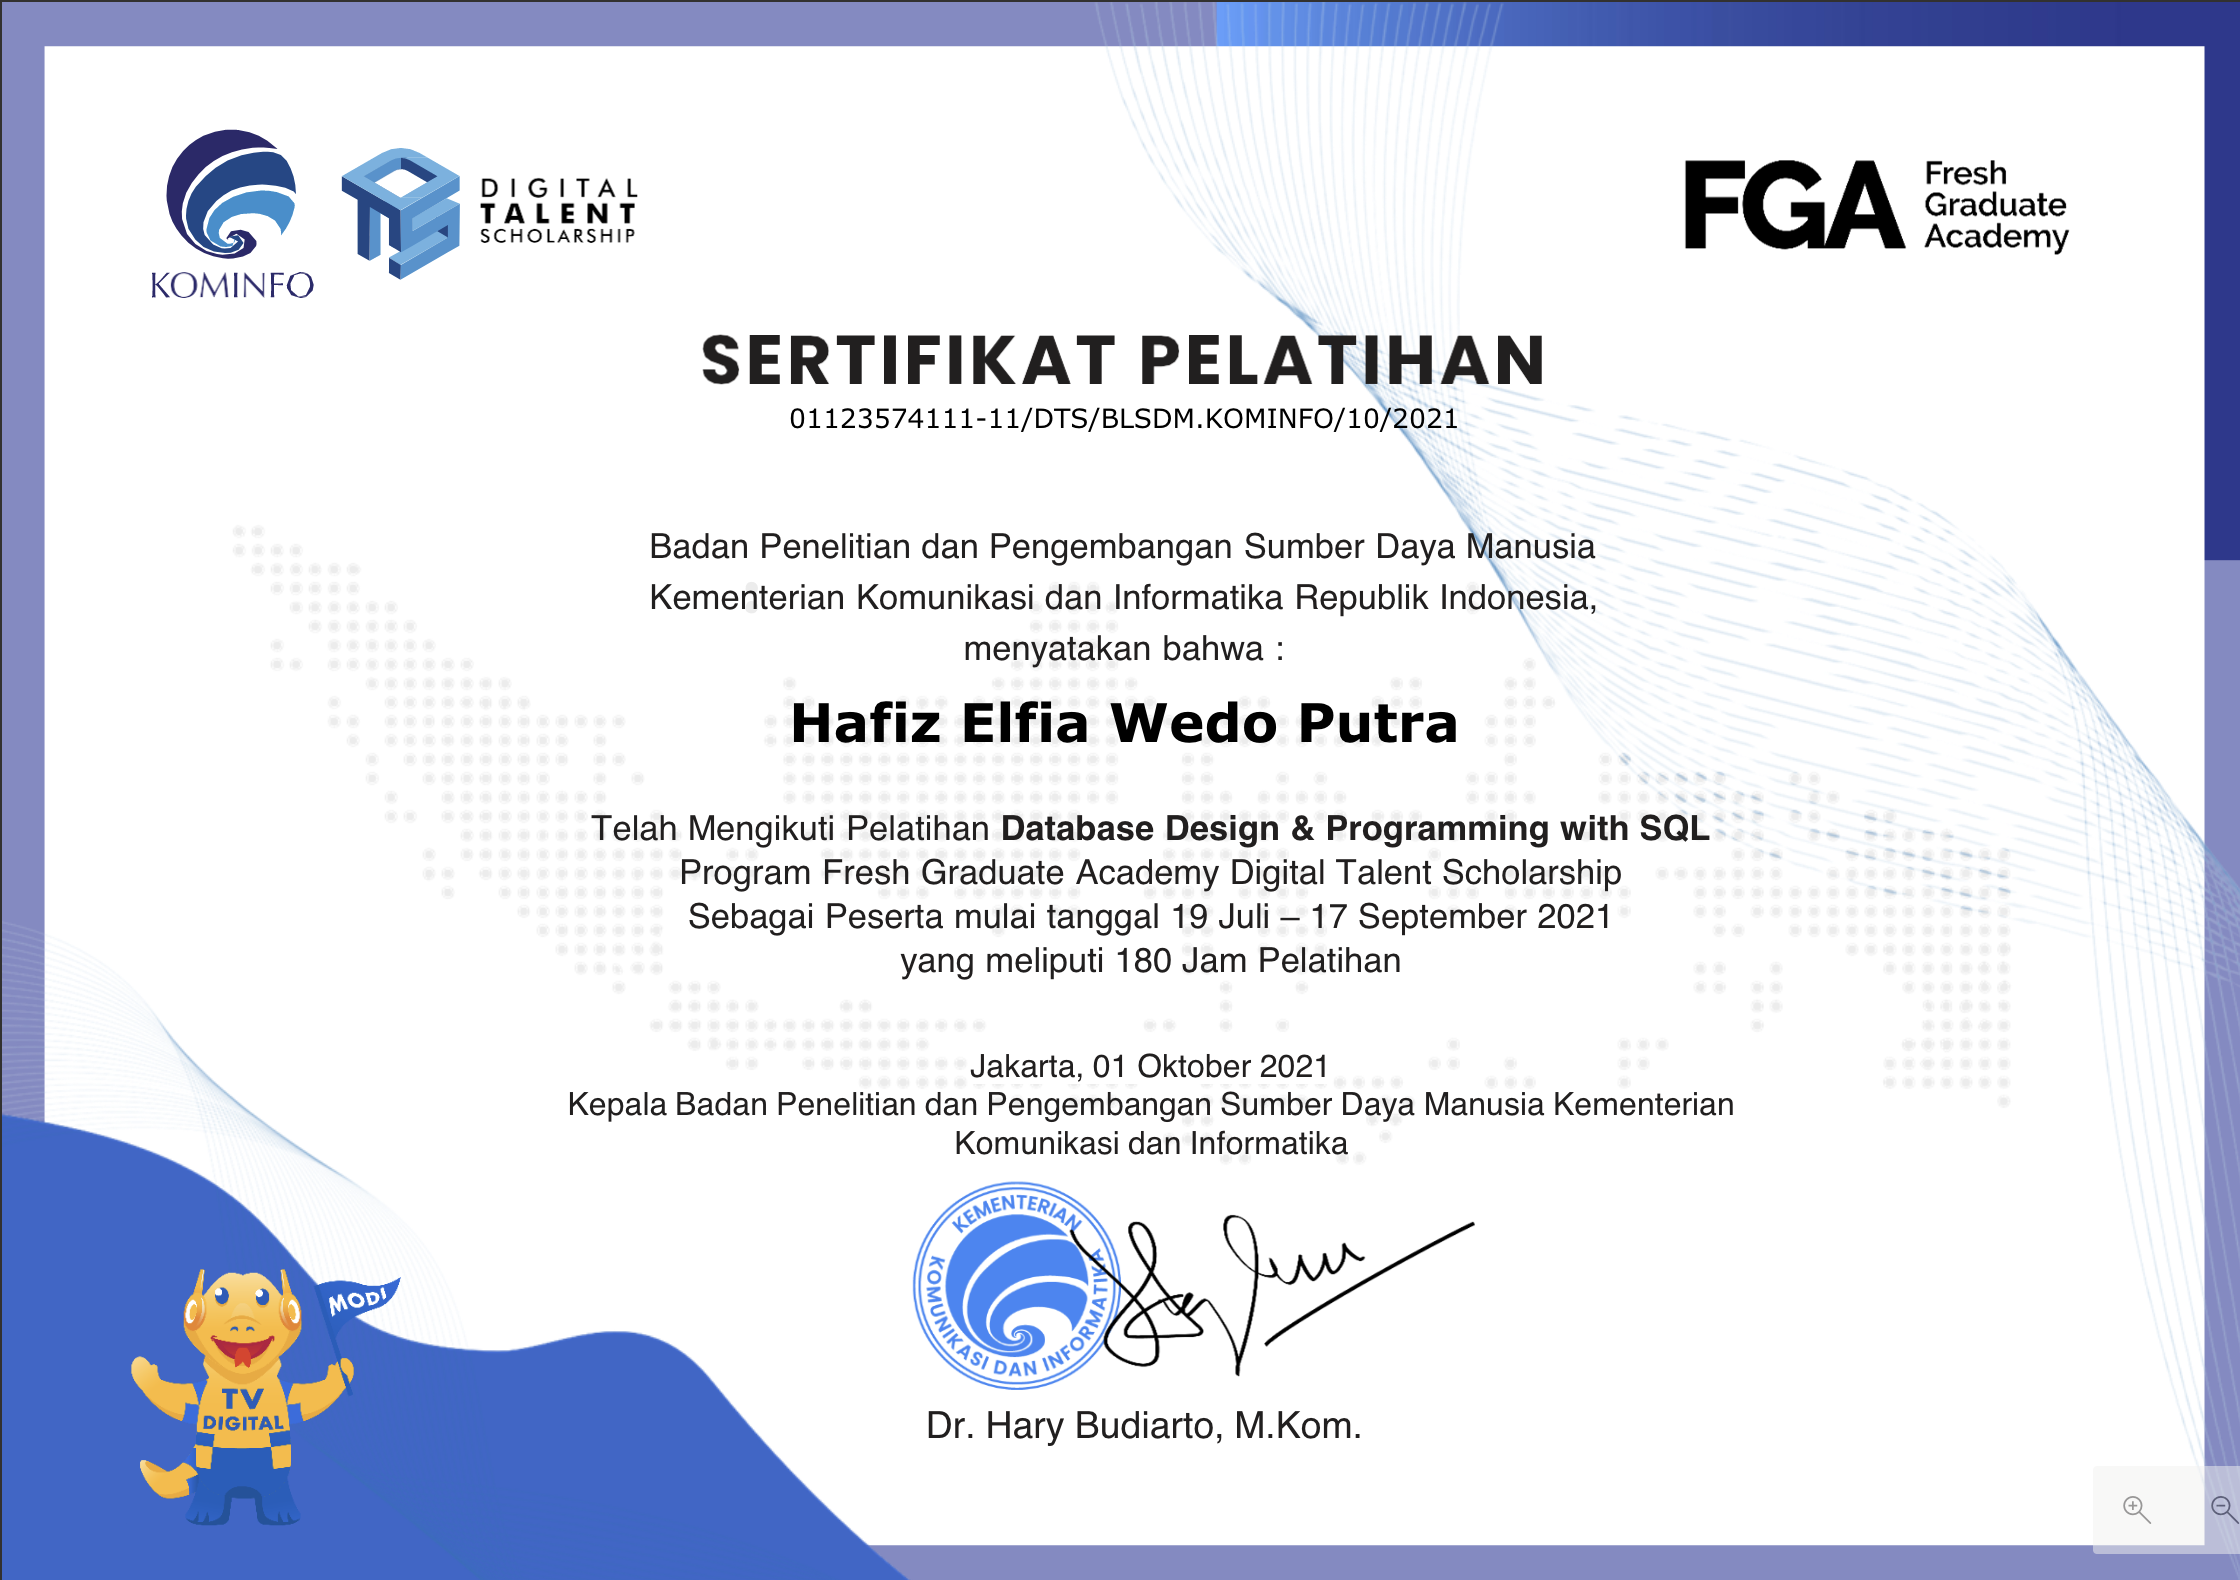 KOMINFO
DIGITAL
TALENT
SCHOLARSHIP
FGA
Fresh
Graduate
Academy
SERTIFIKAT PELATIHAN
01123574111-11/DTS/BLSDM.KOMINFO/10/2021
Badan Penelitian dan Pengembangan Sumber Daya Manusia
Kementerian Komunikasi dan Informatika Republik Indonesia,
menyatakan bahwa :
Hafiz Elfia Wedo Putra
Telah Mengikuti Pelatihan Database Design & Programming with SQL
Program Fresh Graduate Academy Digital Talent Scholarship
Sebagai Peserta mulai tanggal 19 Juli – 17 September 2021
yang meliputi 180 Jam Pelatihan
Jakarta, 01 Oktober 2021
Kepala Badan Penelitian dan Pengembangan Sumber Daya Manusia Kementerian
Komunikasi dan Informatika
KEMENTERIAN
KOMUNIKASI DAN INFORMATIKA
Dr. Hary Budiarto, M.Kom.
MODI
TV
DIGITAL